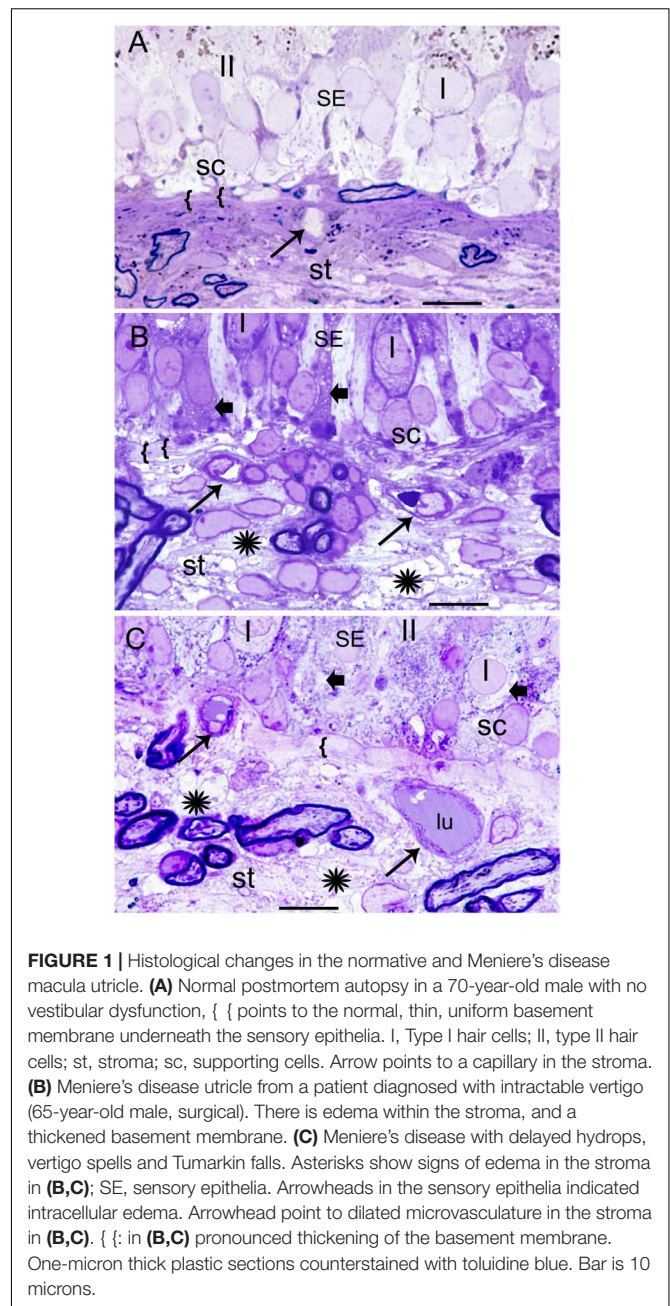 A
II
I
SE
sc
{ {
st
B
I
SE
I
{ {
sc
st
C
I
SE
II
I
sc
{
lu
st
FIGURE 1 | Histological changes in the normative and Meniere's disease
macula utricle. (A) Normal postmortem autopsy in a 70-year-old male with no
vestibular dysfunction, { { points to the normal, thin, uniform basement
membrane underneath the sensory epithelia. I, Type I hair cells; II, type II hair
cells; st, stroma; sc, supporting cells. Arrow points to a capillary in the stroma.
(B) Meniere's disease utricle from a patient diagnosed with intractable vertigo
(65-year-old male, surgical). There is edema within the stroma, and a
thickened basement membrane. (C) Meniere's disease with delayed hydrops,
vertigo spells and Tumarkin falls. Asterisks show signs of edema in the stroma
in (B,C); SE, sensory epithelia. Arrowheads in the sensory epithelia indicated
intracellular edema. Arrowhead point to dilated microvasculature in the stroma
in (B,C). { {: in (B,C) pronounced thickening of the basement membrane.
One-micron thick plastic sections counterstained with toluidine blue. Bar is 10
microns.